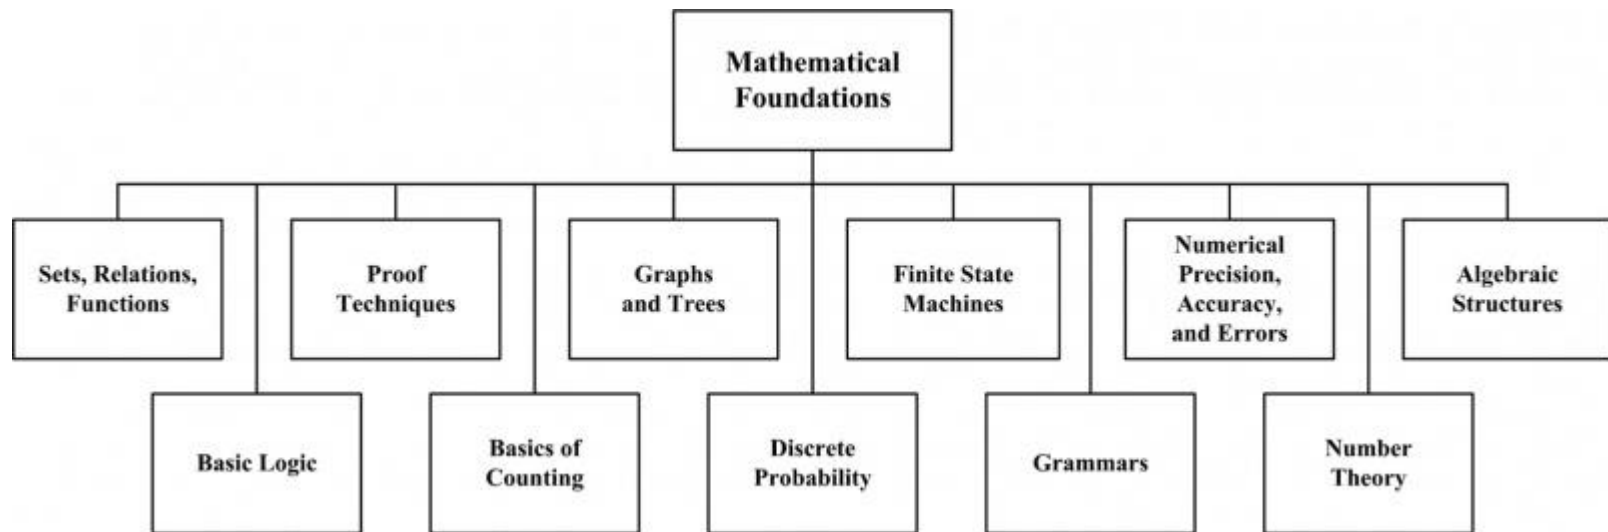 Mathematical
Foundations
Sets, Relations,
Functions
Proof
Techniques
Graphs
and Trees
Finite State
Machines
Numerical
Precision,
Accuracy,
and Errors
Algebraic
Structures
Basic Logic
Basics of
Counting
Discrete
Probability
Grammars
Number
Theory